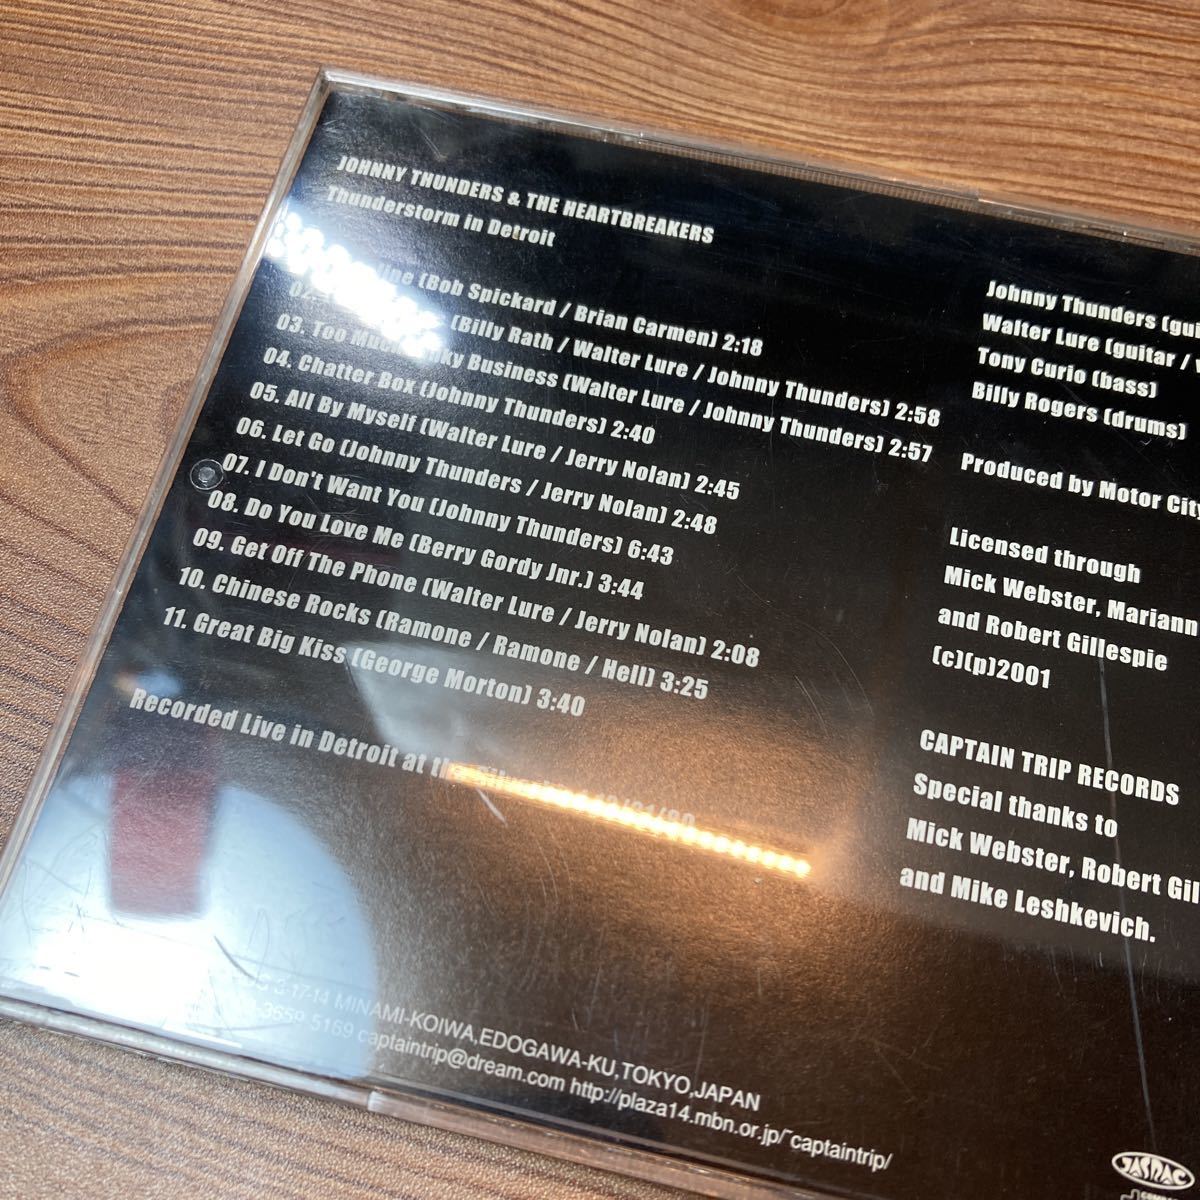 JOHNNY THUNDERS & THE HEARTBREAKERS
Thunderstorm in Detroit
(Bob Spickard / Brian Carmen) 2:18
02. (Billy Rath / Walter Lure / Johnny Thunders) 2:58
03. Too Much Business (Walter Lure / Johnny Thunders) 2:57
04. Chatter Box (Johnny Thunders) 2:40
05. All By Myself (Walter Lure / Jerry Nolan) 2:45
06. Let Go (Johnny Thunders / Jerry Nolan) 2:48
07. I Don't Want You (Johnny Thunders) 6:43
08. Do You Love Me (Berry Gordy Jnr.) 3:44
09. Get Off The Phone (Walter Lure / Jerry Nolan) 2:08
10. Chinese Rocks (Ramone / Ramone / Hell) 3:25
11. Great Big Kiss (George Morton) 3:40
Recorded Live in Detroit at the
Johnny Thunders
Walter Lure (guitar /
Tony Curio (bass)
Billy Rogers (drums)
Produced by Motor City
Licensed through
Mick Webster, Mariann
and Robert Gillespie
(c)(p)2001
CAPTAIN TRIP RECORDS
Special thanks to
Mick Webster, Robert Gil
and Mike Leshkevich.
3-17-14 MINAMI-KOIWA,EDOGAWA-KU,TOKYO,JAPAN
3659-5169 captaintrip@dream.com http://plaza14.mbn.or.jp/~captaintrip/
JASRAC